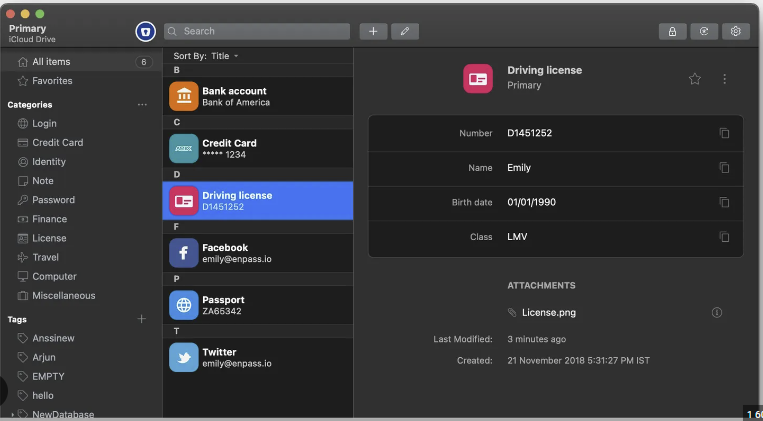 Primary
iCloud Drive
Search
All items 6
Favorites
Categories
Login
Credit Card
Identity
Note
Password
Finance
License
Travel
Computer
Miscellaneous
Tags
Anssinew
Arjun
EMPTY
hello
NewDatabase
Sort By: Title
B
Bank account
Bank of America
C
Credit Card
***** 1234
D
Driving license
D1451252
F
Facebook
emily@enpass.io
P
Passport
ZA65342
T
Twitter
emily@enpass.io
Driving license
Primary
Number D1451252
Name Emily
Birth date 01/01/1990
Class LMV
ATTACHMENTS
License.png
Last Modified: 3 minutes ago
Created: 21 November 2018 5:31:27 PM IST